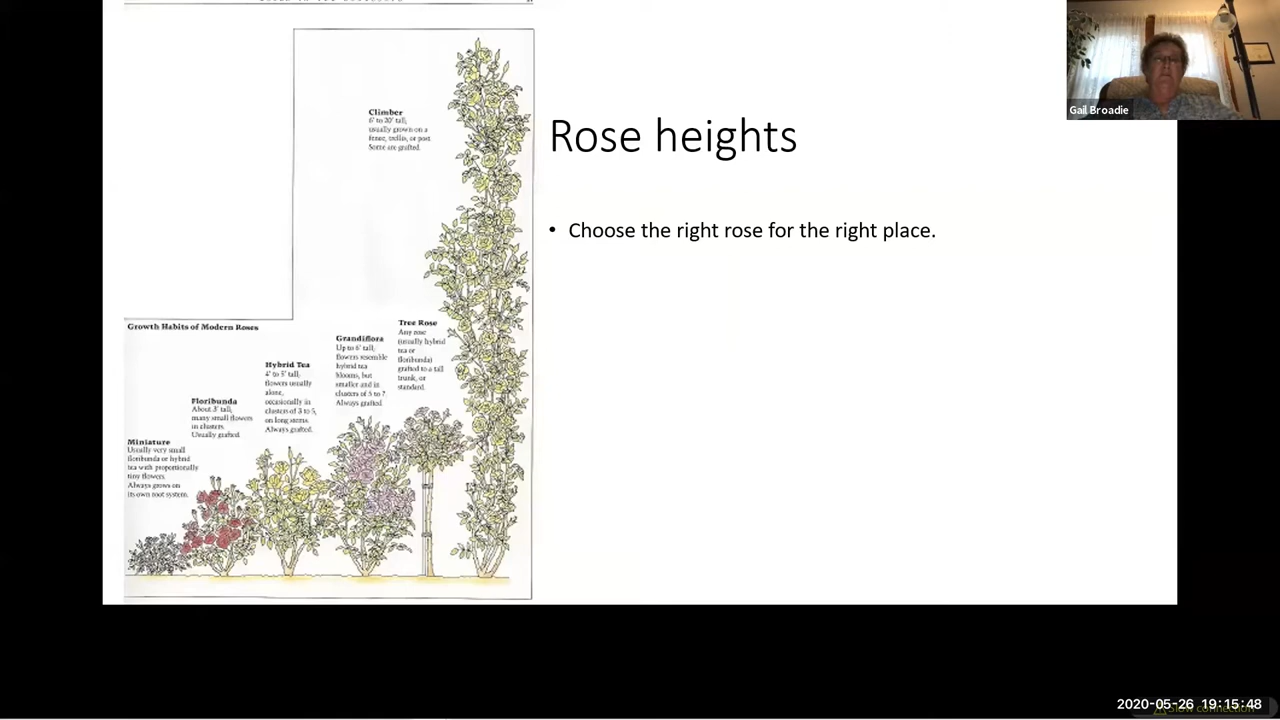 Climber
6' to 20' tall,
usually grown on a
fence, trellis, or post
Some are grafted.
Gail Broadie
Rose heights
• Choose the right rose for the right place.
Growth Habits of Modern Roses
Tree Rose
Any rose
(usually hybrid
tea or
floribunda)
grafted to a tall
trunk, or
standard.
Grandiflora
Up to 6' tall,
flowers resemble
hybrid tea
blooms, but
smaller and in
clusters of 5 to 7.
Always grafted.
Hybrid Tea
4' to 5' tall,
flowers usually
alone,
occasionally in
clusters of 3 to 5,
on long stems.
Always grafted.
Floribunda
About 3' tall,
many small flowers
in clusters.
Usually grafted.
Miniature
Usually very small
floribunda or hybrid
tea with proportionally
tiny flowers.
Always grows on
its own root system.
2020-05-26 19:15:48
Slow connection